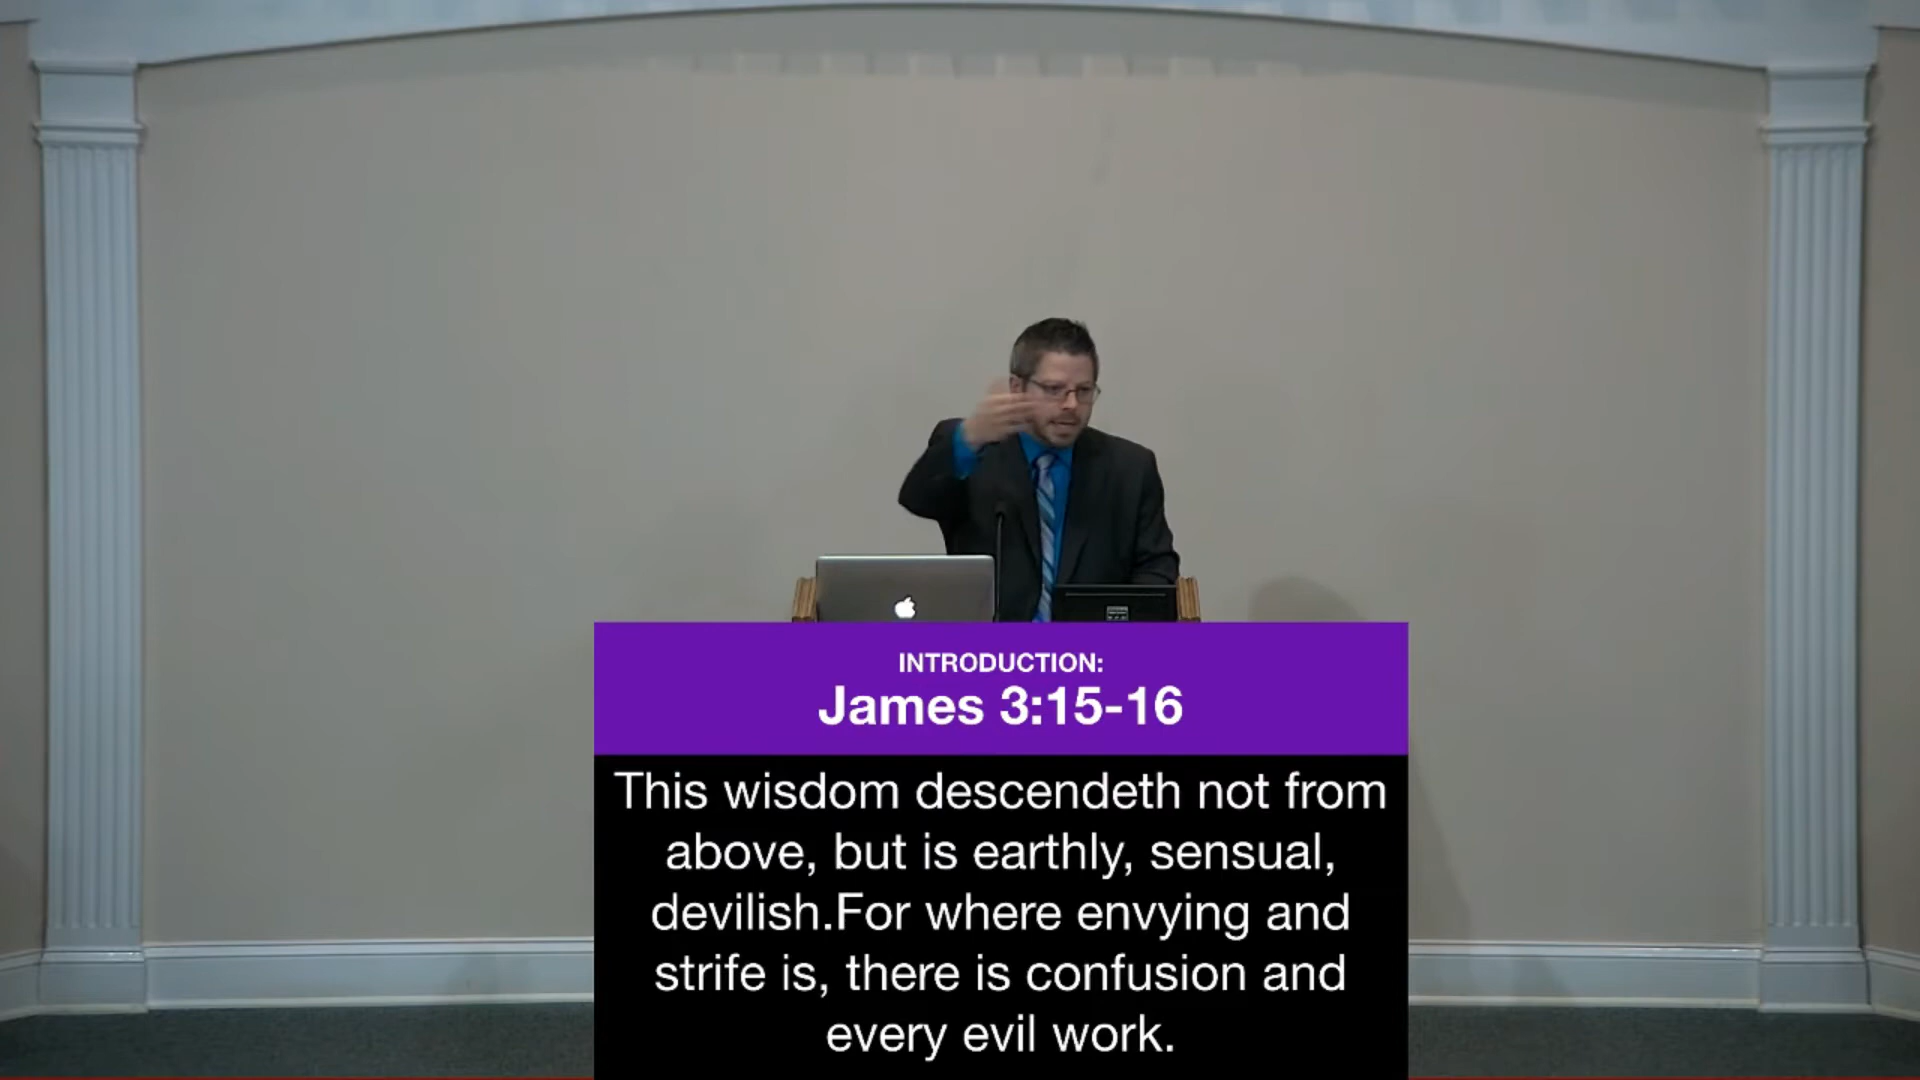 INTRODUCTION:
James 3:15-16
This wisdom descendeth not from
above, but is earthly, sensual,
devilish.For where envying and
strife is, there is confusion and
every evil work.